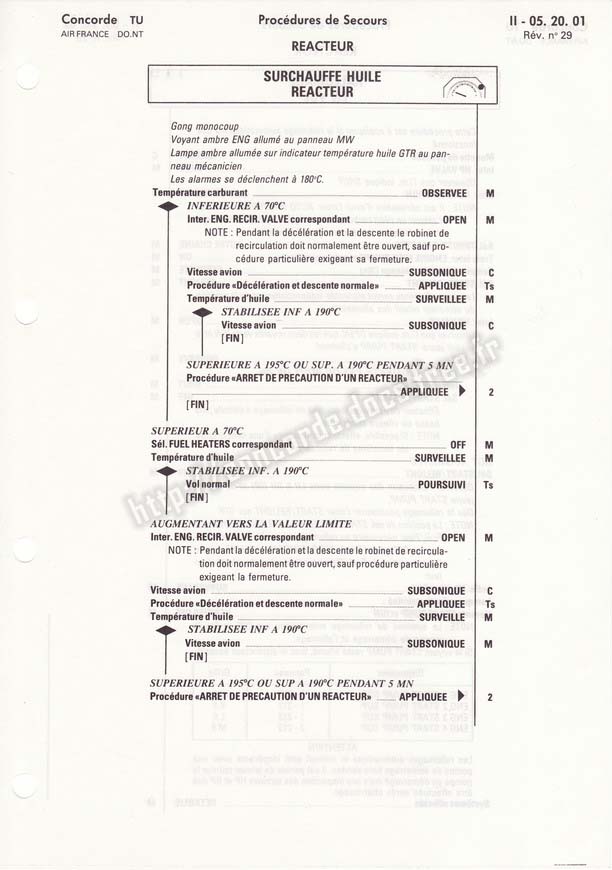 Concorde TU
Procédures de Secours
II - 05. 20. 01
AIR FRANCE DO.NT
Rév. n° 29
REACTEUR
SURCHAUFFE HUILE
REACTEUR
Gong monocoup
Voyant ambre ENG allumé au panneau MW
Lampe ambre allumée sur indicateur température huile GTR au pan-
neau mécanicien
Les alarmes se déclenchent à 180°C.
Température carburant OBSERVEE M
INFERIEURE A 70°C
Inter. ENG. RECIR. VALVE correspondant OPEN M
NOTE : Pendant la décélération et la descente le robinet de
recirculation doit normalement être ouvert, sauf pro-
cédure particulière exigeant sa fermeture.
Vitesse avion SUBSONIQUE C
Procédure «Décélération et descente normale» APPLIQUEE Ts
Température d'huile SURVEILLEE M
STABILISEE INF A 190°C
Vitesse avion SUBSONIQUE C
[FIN]
SUPERIEURE A 195°C OU SUP. A 190°C PENDANT 5 MN
Procédure «ARRET DE PRECAUTION D'UN REACTEUR»
APPLIQUEE 2
[FIN]
SUPERIEUR A 70°C
Sél. FUEL HEATERS correspondant OFF M
Température d'huile SURVEILLEE M
STABILISEE INF. A 190°C
Vol normal POURSUIVI Ts
[FIN]
AUGMENTANT VERS LA VALEUR LIMITE
Inter. ENG. RECIR. VALVE correspondant OPEN M
NOTE : Pendant la décélération et la descente le robinet de recircula-
tion doit normalement être ouvert, sauf procédure particulière
exigeant la fermeture.
Vitesse avion SUBSONIQUE C
Procédure «Décélération et descente normale» APPLIQUEE Ts
Température d'huile SURVEILLE M
STABILISEE INF A 190°C
Vitesse avion SUBSONIQUE M
[FIN]
SUPERIEURE A 195°C OU SUP A 190°C PENDANT 5 MN
Procédure «ARRET DE PRECAUTION D'UN REACTEUR» APPLIQUEE 2
http://concorde.docavnee.fr